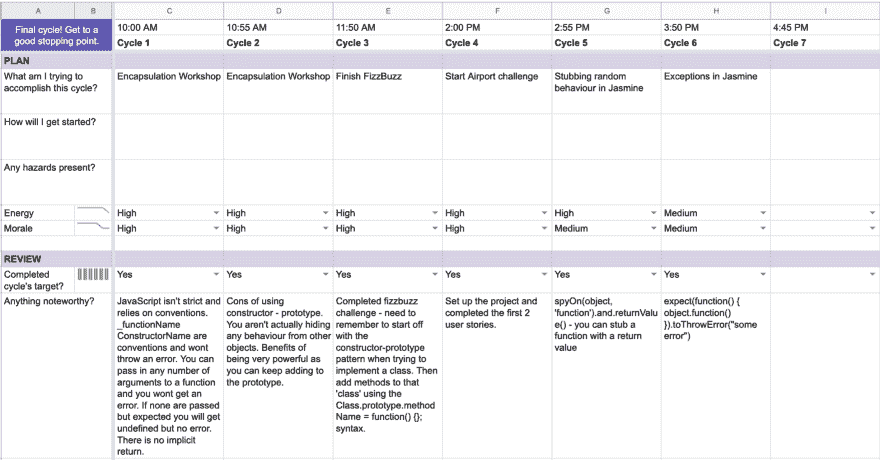 A B C D E F G H I
Final cycle! Get to a 10:00 AM 10:55 AM 11:50 AM 2:00 PM 2:55 PM 3:50 PM 4:45 PM
good stopping point. Cycle 1 Cycle 2 Cycle 3 Cycle 4 Cycle 5 Cycle 6 Cycle 7
PLAN
What am I trying to accomplish this cycle?
Encapsulation Workshop
Encapsulation Workshop
Finish FizzBuzz
Start Airport challenge
Stubbing random
behaviour in Jasmine
Exceptions in Jasmine
How will I get started?
Any hazards present?
Energy High High High High High Medium
Morale High High High High Medium Medium
REVIEW
Completed
cycle's target?
Yes Yes Yes Yes Yes Yes
Anything noteworthy?
JavaScript isn't strict and
relies on conventions.
_functionName
ConstructorName are
conventions and wont
throw an error. You can
pass in any number of
arguments to a function
and you wont get an
error. If none are passed
but expected you will get
undefined but no error.
There is no implicit
return.
Cons of using
constructor - prototype.
You aren't actually hiding
any behaviour from other
objects. Benefits of
being very powerful as
you can keep adding to
the prototype.
Completed fizzbuzz
challenge - need to
remember to start off
with the
constructor-prototype
pattern when trying to
implement a class. Then
add methods to that
'class' using the
Class.prototype.method
Name = function() {};
syntax.
Set up the project and
completed the first 2
user stories.
spyOn(object,
'function').and.returnValu
e() - you can stub a
function with a return
value
expect(function() {
object.function()
}).toThrowError("some
error")